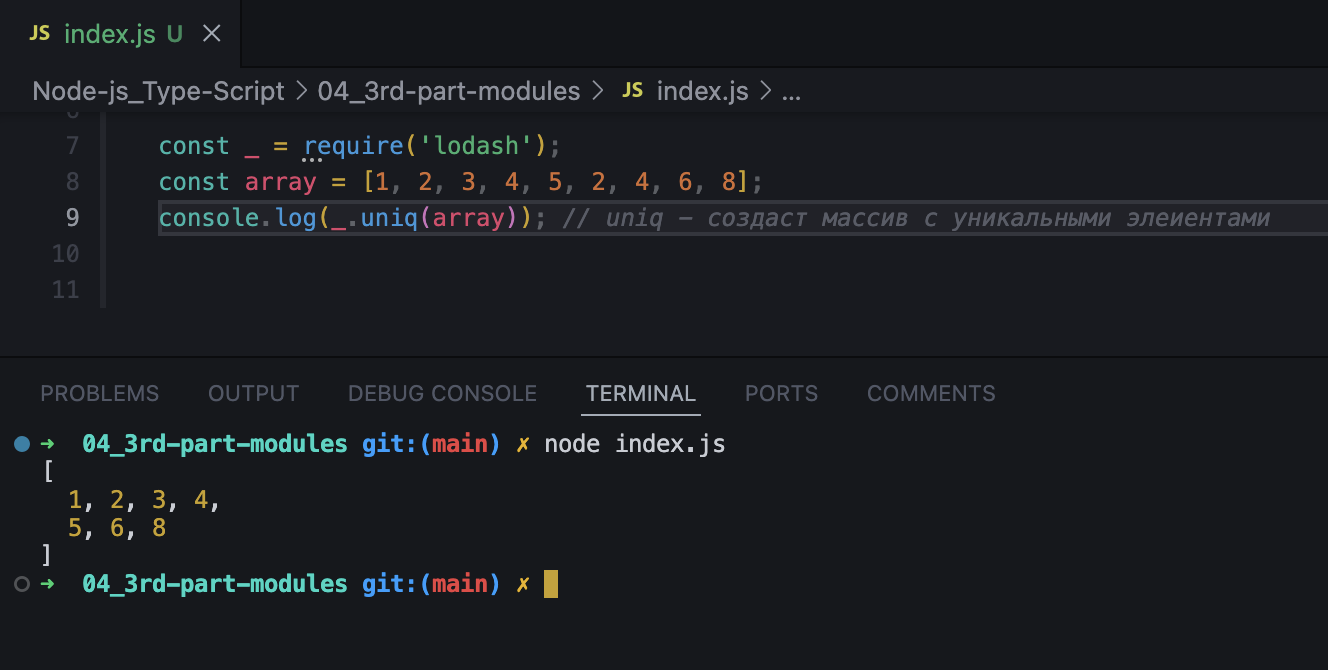 JS index.js U ×
Node-js_Type-Script > 04_3rd-part-modules > JS index.js > ...
6
7 const _ = require('lodash');
8 const array = [1, 2, 3, 4, 5, 2, 4, 6, 8];
9 console.log(_.uniq(array)); // uniq - создаст массив с уникальными элеиентами
10
11
PROBLEMS OUTPUT DEBUG CONSOLE TERMINAL PORTS COMMENTS
➜ 04_3rd-part-modules git:(main) ✗ node index.js
[
1, 2, 3, 4,
5, 6, 8
]
➜ 04_3rd-part-modules git:(main) ✗